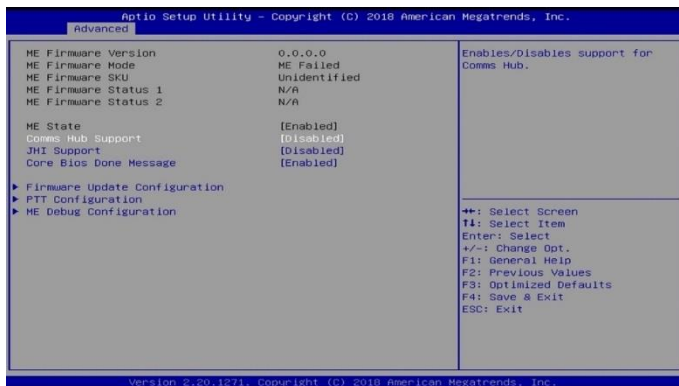 Aptio Setup Utility – Copyright (C) 2018 American Megatrends, Inc.
Advanced
ME Firmware Version 0.0.0.0
ME Firmware Mode ME Failed
ME Firmware SKU Unidentified
ME Firmware Status 1 N/A
ME Firmware Status 2 N/A
ME State [Enabled]
Comms Hub Support [Disabled]
JHI Support [Disabled]
Core Bios Done Message [Enabled]
Firmware Update Configuration
PTT Configuration
ME Debug Configuration
Enables/Disables support for
Comms Hub.
→←: Select Screen
↑↓: Select Item
Enter: Select
+/-: Change Opt.
F1: General Help
F2: Previous Values
F3: Optimized Defaults
F4: Save & Exit
ESC: Exit
Version 2.20.1271. Copyright (C) 2018 American Megatrends, Inc.